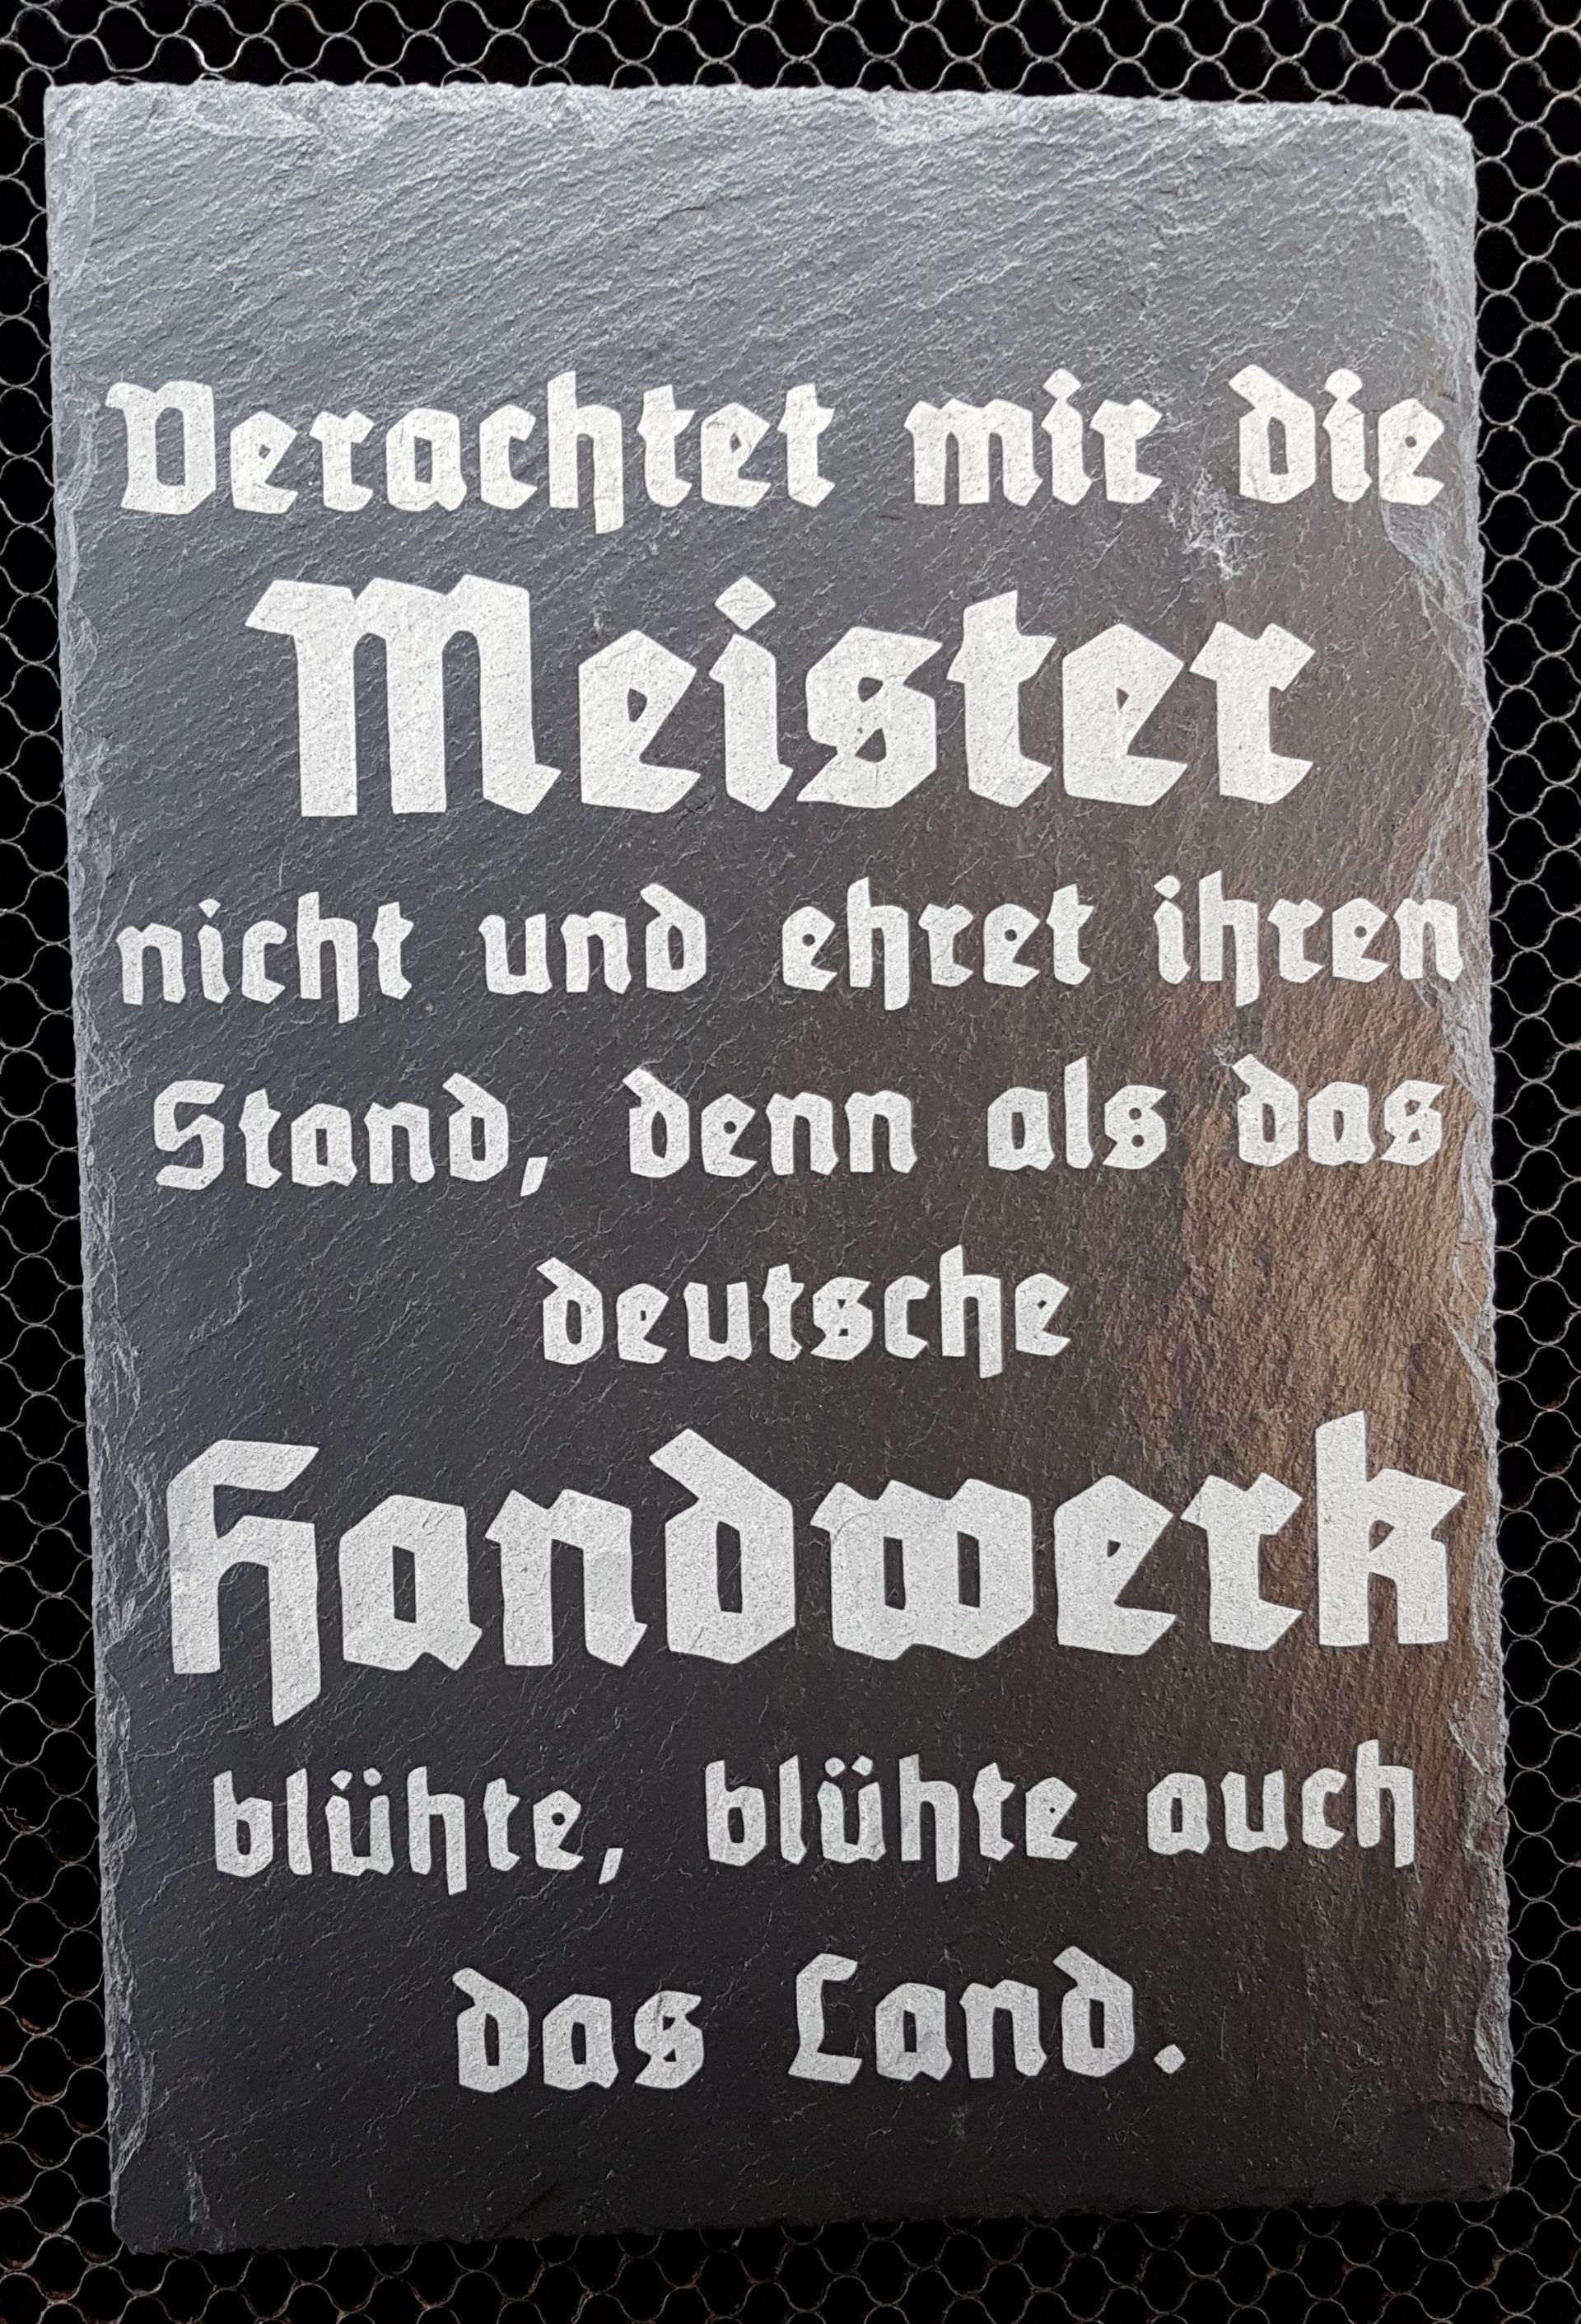 Verachtet mir die
Meister
nicht und ehret ihren
Stand, denn als das
deutsche
Handwerk
blühte, blühte auch
das Land.